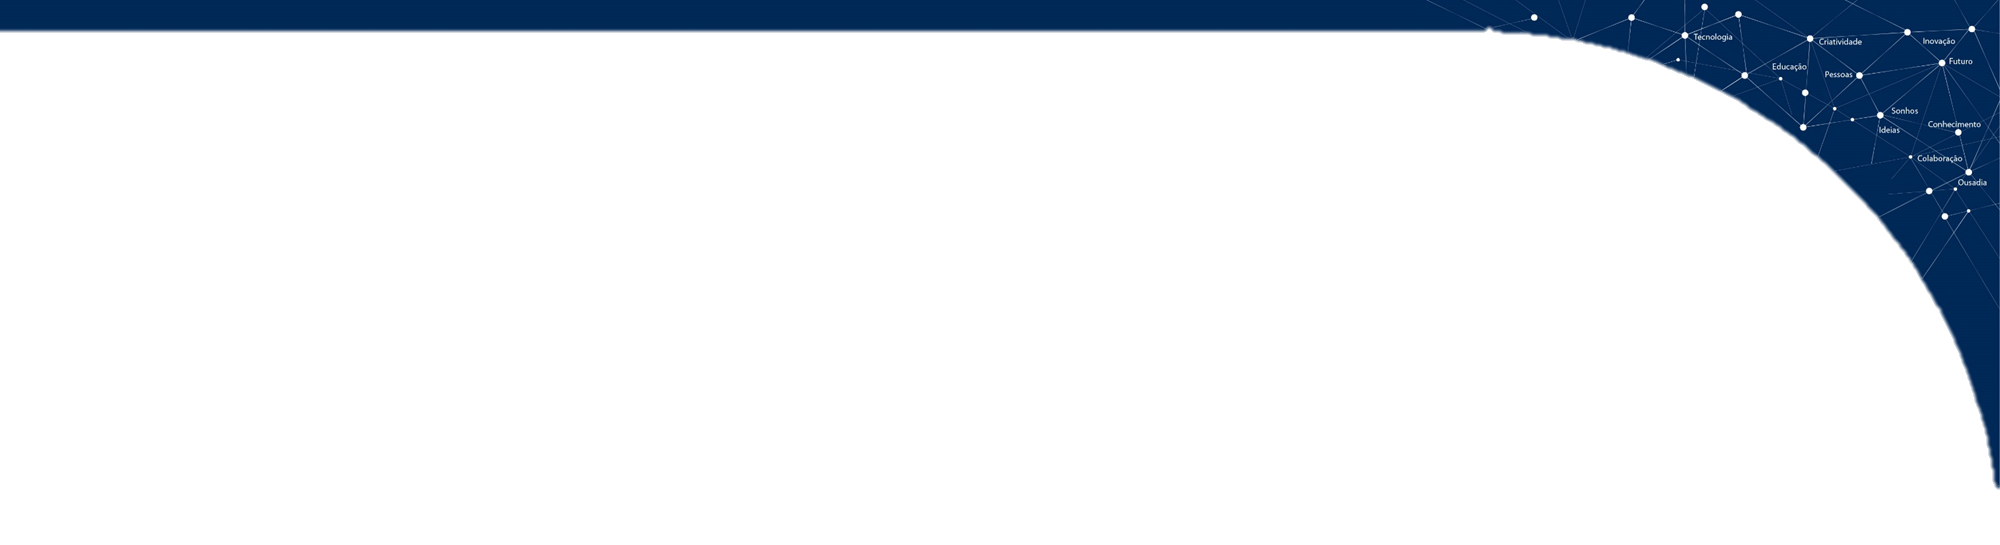 Tecnologia
Criatividade
Inovação
Futuro
Educação
Pessoas
Sonhos
Ideias
Conhecimento
Colaboração
Ousadia